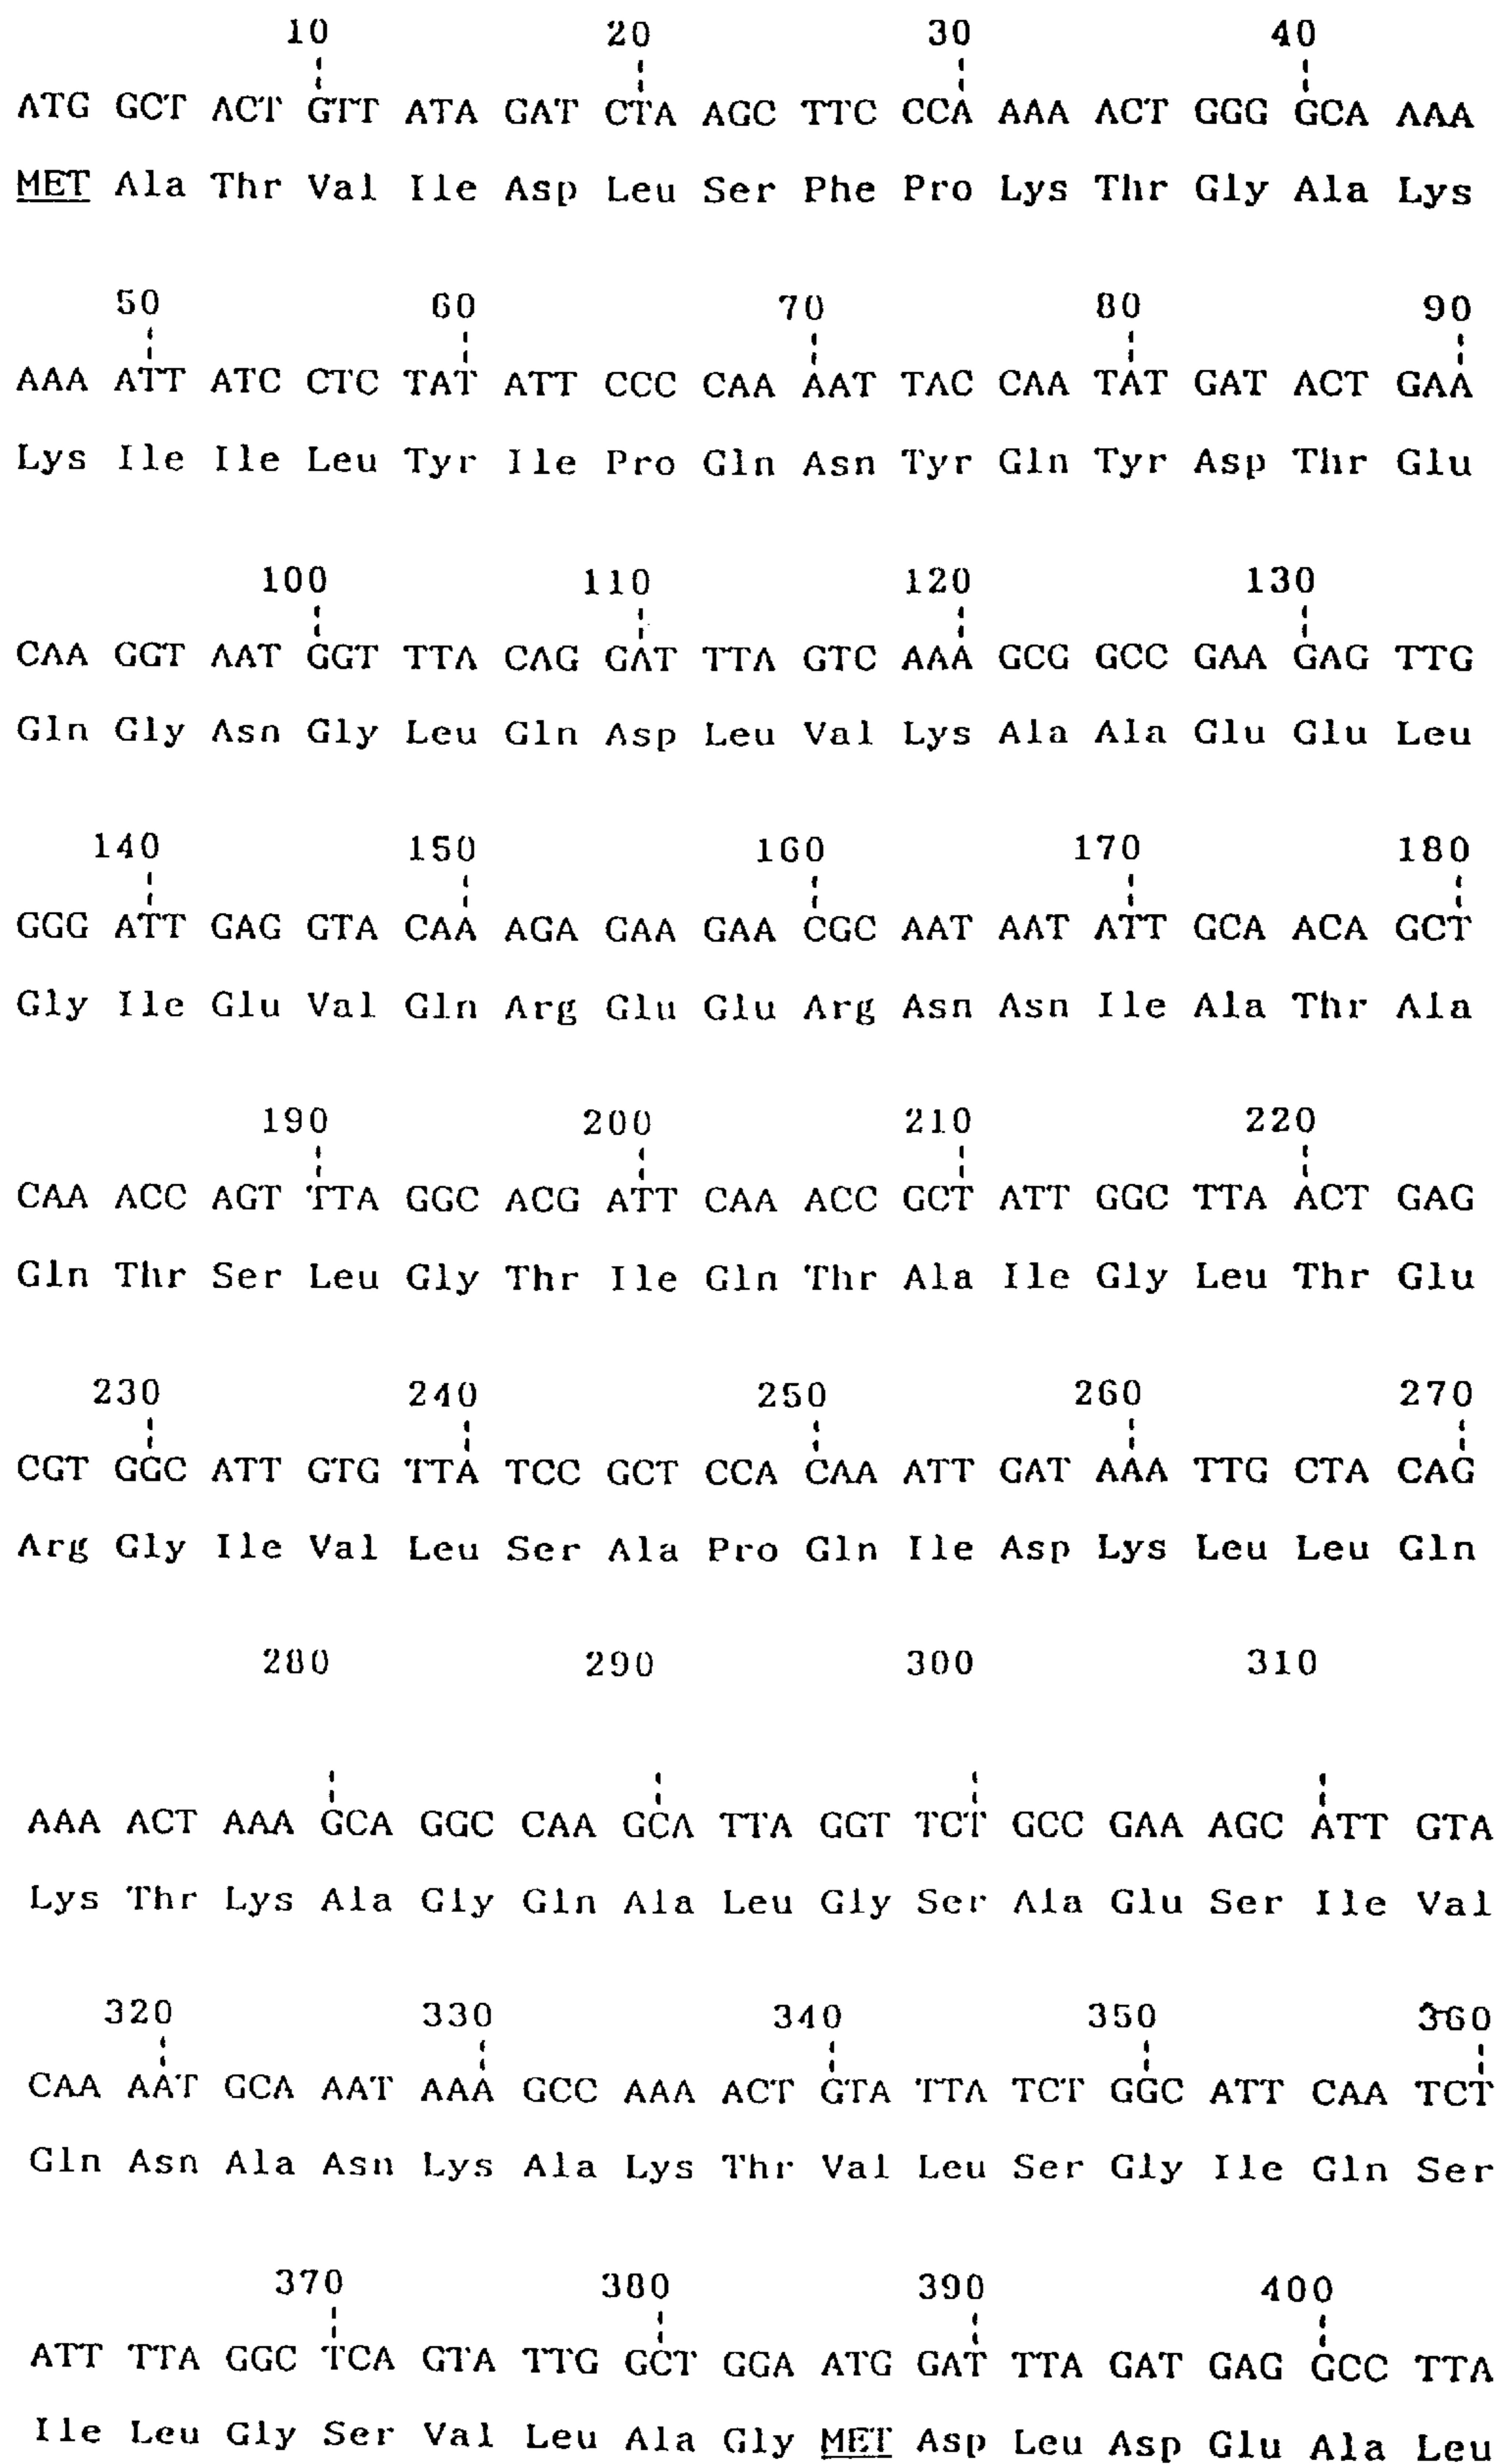 10 20 30 40
ATG GCT ACT GTT ATA GAT CTA AGC TTC CCA AAA ACT GGG GCA AAA
MET Ala Thr Val Ile Asp Leu Ser Phe Pro Lys Thr Gly Ala Lys
50 60 70 80 90
AAA ATT ATC CTC TAT ATT CCC CAA AAT TAC CAA TAT GAT ACT GAA
Lys Ile Ile Leu Tyr Ile Pro Gln Asn Tyr Gln Tyr Asp Thr Glu
100 110 120 130
CAA GGT AAT GGT TTA CAG GAT TTA GTC AAA GCG GCC GAA GAG TTG
Gln Gly Asn Gly Leu Gln Asp Leu Val Lys Ala Ala Glu Glu Leu
140 150 160 170 180
GGG ATT GAG GTA CAA AGA GAA GAA CGC AAT AAT ATT GCA ACA GCT
Gly Ile Glu Val Gln Arg Glu Glu Arg Asn Asn Ile Ala Thr Ala
190 200 210 220
CAA ACC AGT TTA GGC ACG ATT CAA ACC GCT ATT GGC TTA ACT GAG
Gln Thr Ser Leu Gly Thr Ile Gln Thr Ala Ile Gly Leu Thr Glu
230 240 250 260 270
CGT GGC ATT GTG TTA TCC GCT CCA CAA ATT GAT AAA TTG CTA CAG
Arg Gly Ile Val Leu Ser Ala Pro Gln Ile Asp Lys Leu Leu Gln
280 290 300 310
AAA ACT AAA GCA GGC CAA GCA TTA GGT TCT GCC GAA AGC ATT GTA
Lys Thr Lys Ala Gly Gln Ala Leu Gly Ser Ala Glu Ser Ile Val
320 330 340 350 360
CAA AAT GCA AAT AAA GCC AAA ACT GTA TTA TCT GGC ATT CAA TCT
Gln Asn Ala Asn Lys Ala Lys Thr Val Leu Ser Gly Ile Gln Ser
370 380 390 400
ATT TTA GGC TCA GTA TTG GCT GGA ATG GAT TTA GAT GAG GCC TTA
Ile Leu Gly Ser Val Leu Ala Gly MET Asp Leu Asp Glu Ala Leu